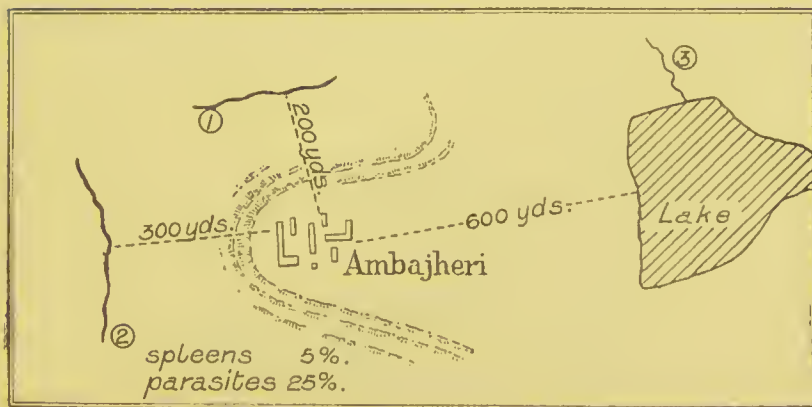 ③
①
200 yds.
300 yds.
600 yds.
Lake
Ambajheri
②
spleens 5%.
parasites 25%.